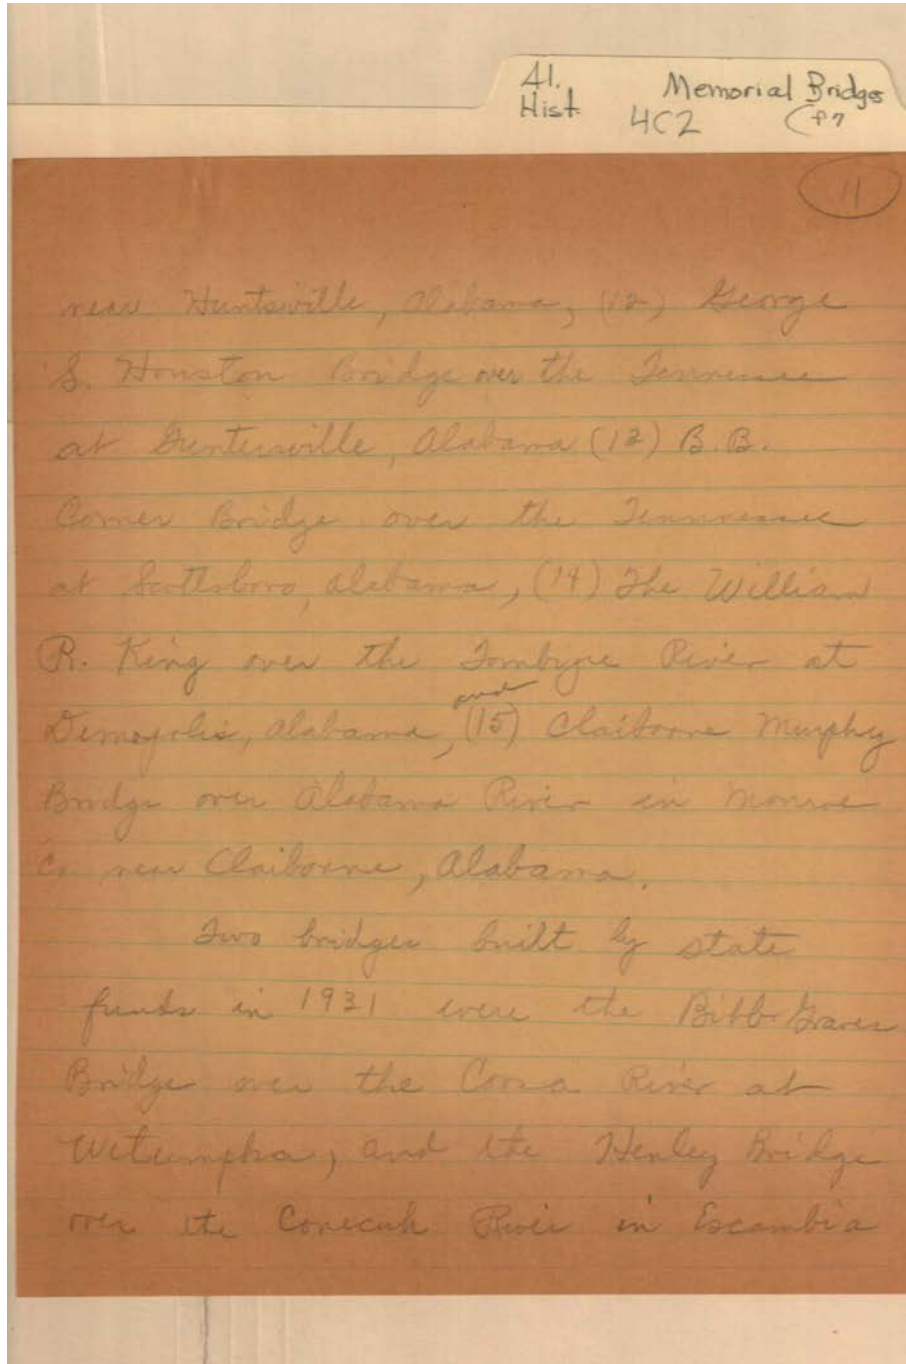 Al. Memorial Bridges
Hist. 4C2 (P7
11
near Huntsville, Alabama, (12) George
S. Houston Bridge over the Tennessee
at Guntersville, Alabama (13) B.B.
Comer Bridge over the Tennessee
at Scottsboro, Alabama, (14) The William
R. King over the River at
Demopolis, Alabama, and (15) Claiborne Murphy
Bridge over Alabama River in Monroe
Co near Claiborne, Alabama.
Two bridges built by state
funds in 1931 were the Bibb Graves
Bridge over the Coosa River at
Wetumpka, and the Henley Bridge
over the Conecuh River in Escambia